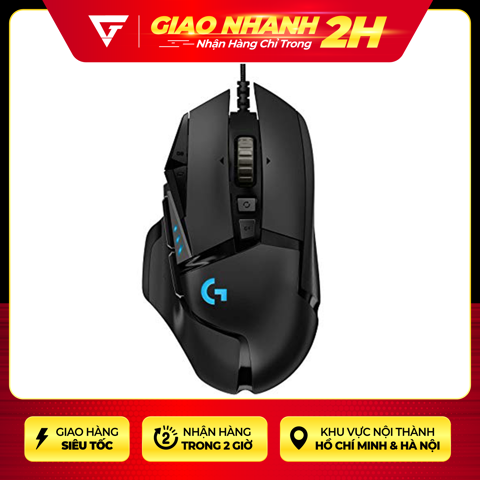 GIAO NHANH 2H
Nhận Hàng Chỉ Trong
G
GIAO HÀNG
SIÊU TỐC
2
NHẬN HÀNG
TRONG 2 GIỜ
KHU VỰC NỘI THÀNH
HỒ CHÍ MINH & HÀ NỘI